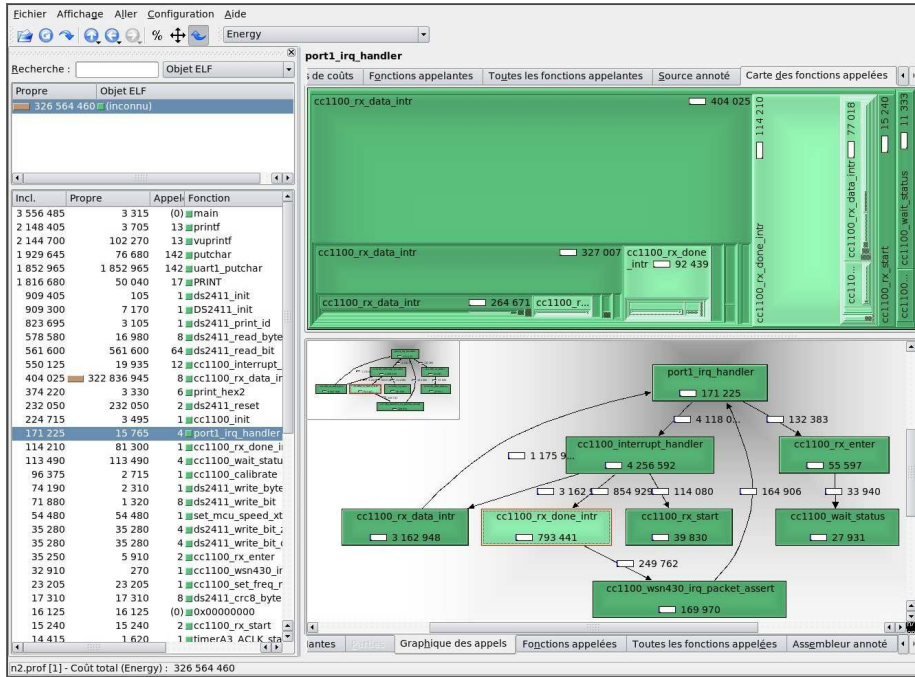 Fichier Affichage Aller Configuration Aide
% Energy
Recherche : Objet ELF
Propre Objet ELF
326 564 460 (inconnu)
Incl. Propre Appel Fonction
3 556 485 3 315 (0) main
2 148 405 3 705 13 printf
2 144 700 102 270 13 vuprintf
1 929 645 76 680 142 putchar
1 852 965 1 852 965 142 uart1_putchar
1 816 680 50 040 17 PRINT
909 405 105 1 ds2411_init
909 300 7 170 1 DS2411_init
823 695 3 105 1 ds2411_print_id
578 580 16 980 8 ds2411_read_byte
561 600 561 600 64 ds2411_read_bit
550 125 19 935 12 cc1100_interrupt_
404 025 322 836 945 8 cc1100_rx_data_ir
374 220 3 330 6 print_hex2
232 050 232 050 2 ds2411_reset
224 715 3 495 1 cc1100_init
171 225 15 765 4 port1_irq_handler
114 210 81 300 1 cc1100_rx_done_i
113 490 113 490 4 cc1100_wait_statu
96 375 2 715 1 cc1100_calibrate
74 190 2 310 1 ds2411_write_byte
71 880 1 320 8 ds2411_write_bit
54 480 54 480 1 set_mcu_speed_xt
35 280 35 280 4 ds2411_write_bit_z
35 280 35 280 4 ds2411_write_bit_c
35 250 5 910 2 cc1100_rx_enter
32 910 270 1 cc1100_wsn430_ir
23 205 23 205 1 cc1100_set_freq_r
17 310 17 310 8 ds2411_crc8_byte
16 125 16 125 (0) 0x00000000
15 240 15 240 2 cc1100_rx_start
14 415 1 620 1 timerA3_ACLK_sta
port1_irq_handler
s de coûts Fonctions appelantes Toutes les fonctions appelantes Source annoté Carte des fonctions appelées
cc1100_rx_data_intr 404 025
cc1100_rx_data_intr 327 007
cc1100_rx_done_intr 92 439
cc1100_rx_data_intr 264 671
cc1100_r...
cc1100_rx_done_intr 114 210
cc1100_rx_data_intr 77 018
cc110...
cc1100_rx_start 15 240
cc1100_wait_status 11 333
cc1100...
port1_irq_handler
171 225
4 118 0... 132 383
cc1100_interrupt_handler cc1100_rx_enter
1 175 9... 4 256 592 55 597
3 162 854 929 114 080 164 906 33 940
cc1100_rx_data_intr cc1100_rx_done_intr cc1100_rx_start cc1100_wait_status
3 162 948 793 441 39 830 27 931
249 762
cc1100_wsn430_irq_packet_assert
169 970
lantes Graphique des appels Fonctions appelées Toutes les fonctions appelées Assembleur annoté
n2.prof [1] - Coût total (Energy) : 326 564 460